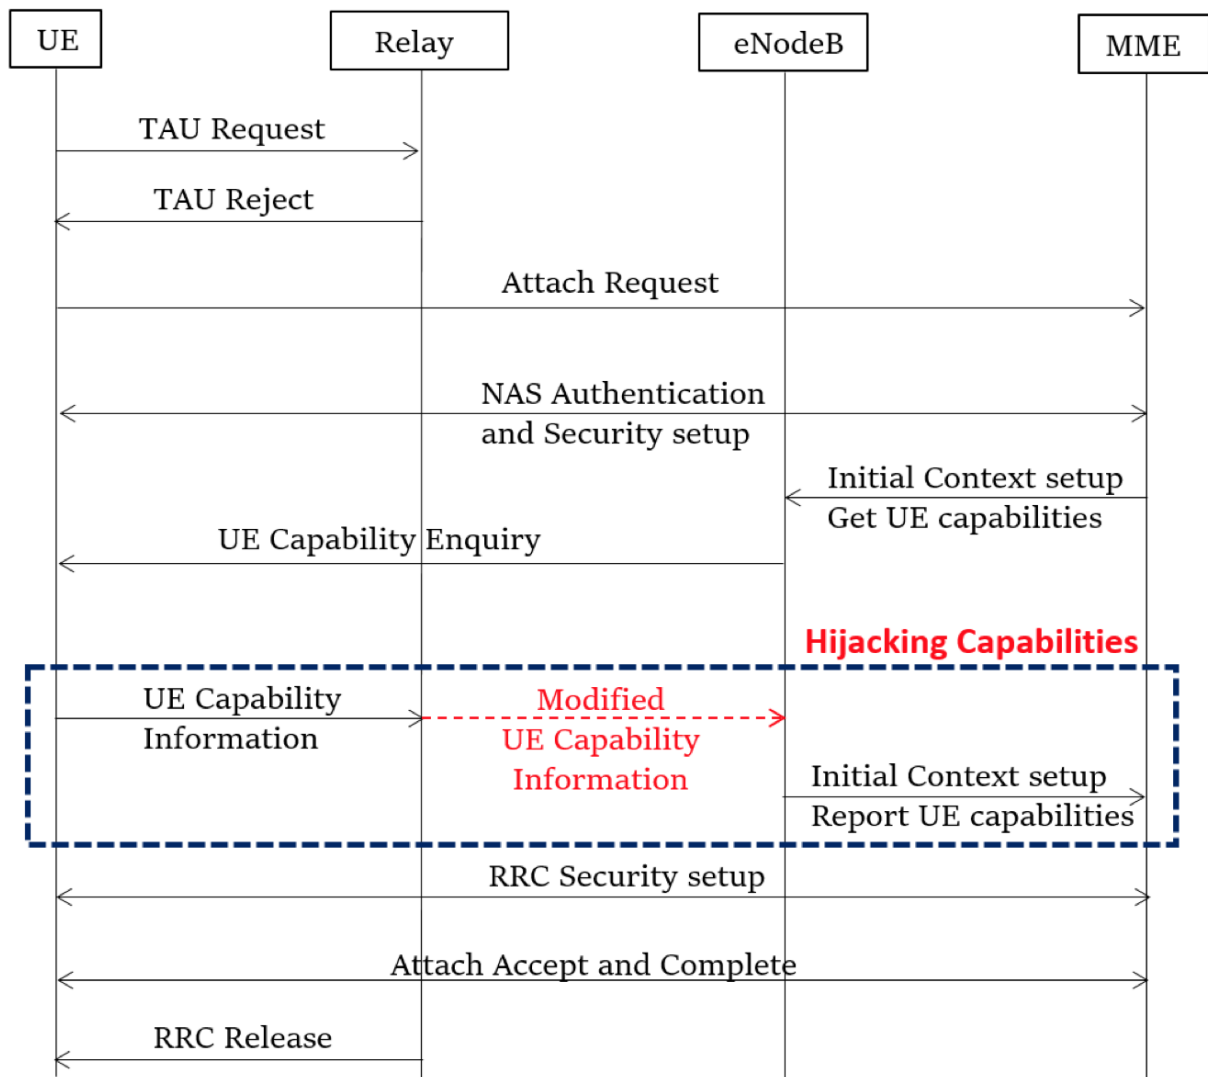 UE
Relay
eNodeB
MME
TAU Request
TAU Reject
Attach Request
NAS Authentication
and Security setup
Initial Context setup
Get UE capabilities
UE Capability Enquiry
Hijacking Capabilities
UE Capability
Information
Modified
UE Capability
Information
Initial Context setup
Report UE capabilities
RRC Security setup
Attach Accept and Complete
RRC Release